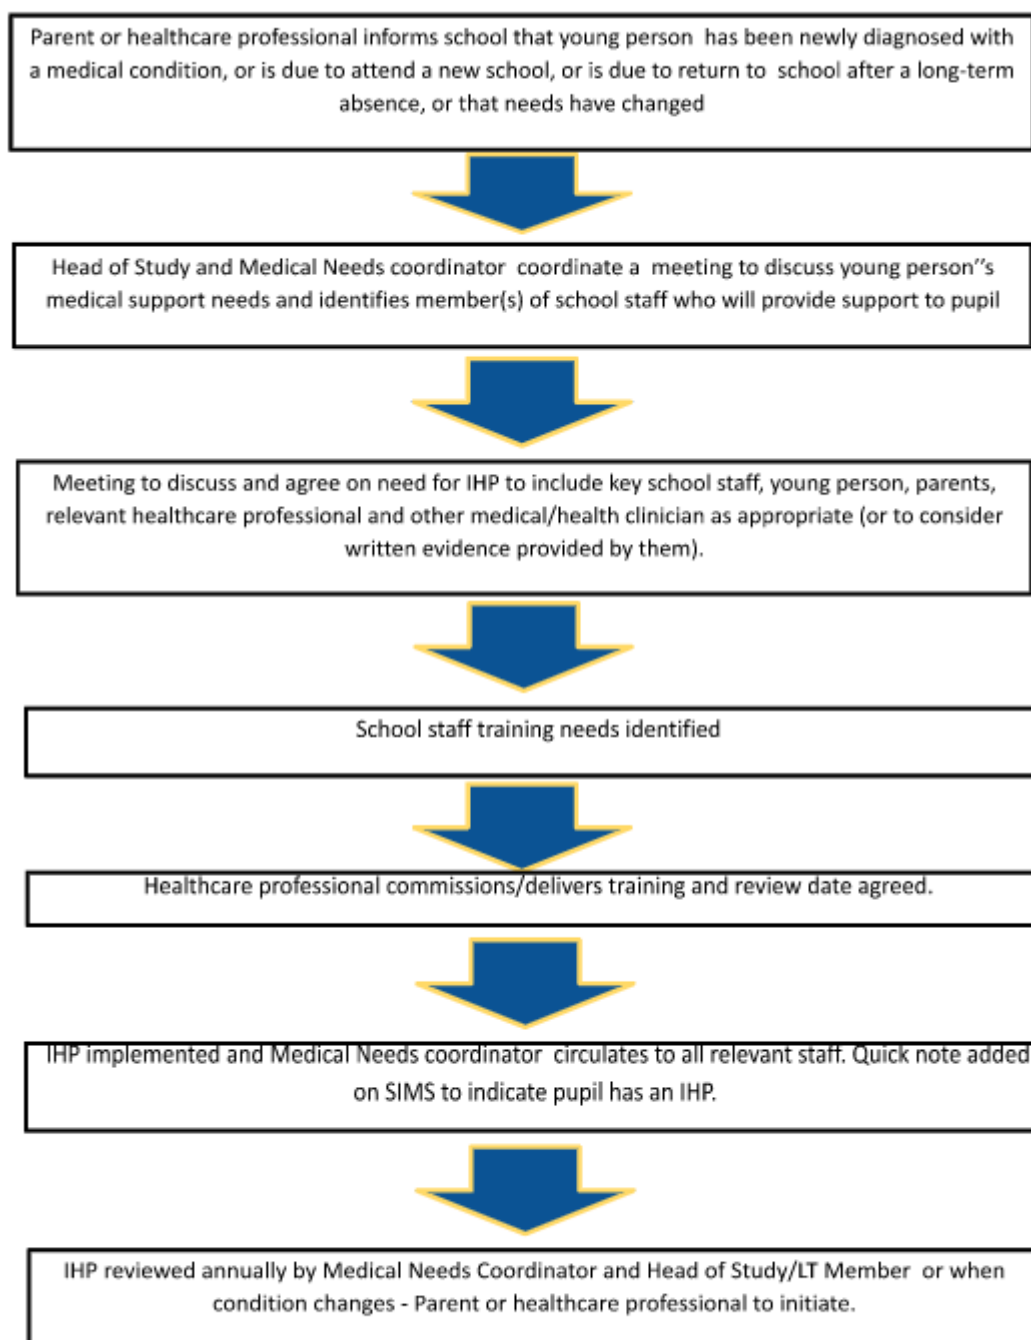 Parent or healthcare professional informs school that young person has been newly diagnosed with
a medical condition, or is due to attend a new school, or is due to return to school after a long-term
absence, or that needs have changed
Head of Study and Medical Needs coordinator coordinate a meeting to discuss young person''s
medical support needs and identifies member(s) of school staff who will provide support to pupil
Meeting to discuss and agree on need for IHP to include key school staff, young person, parents,
relevant healthcare professional and other medical/health clinician as appropriate (or to consider
written evidence provided by them).
School staff training needs identified
Healthcare professional commissions/delivers training and review date agreed.
IHP implemented and Medical Needs coordinator circulates to all relevant staff. Quick note added
on SIMS to indicate pupil has an IHP.
IHP reviewed annually by Medical Needs Coordinator and Head of Study/LT Member or when
condition changes - Parent or healthcare professional to initiate.